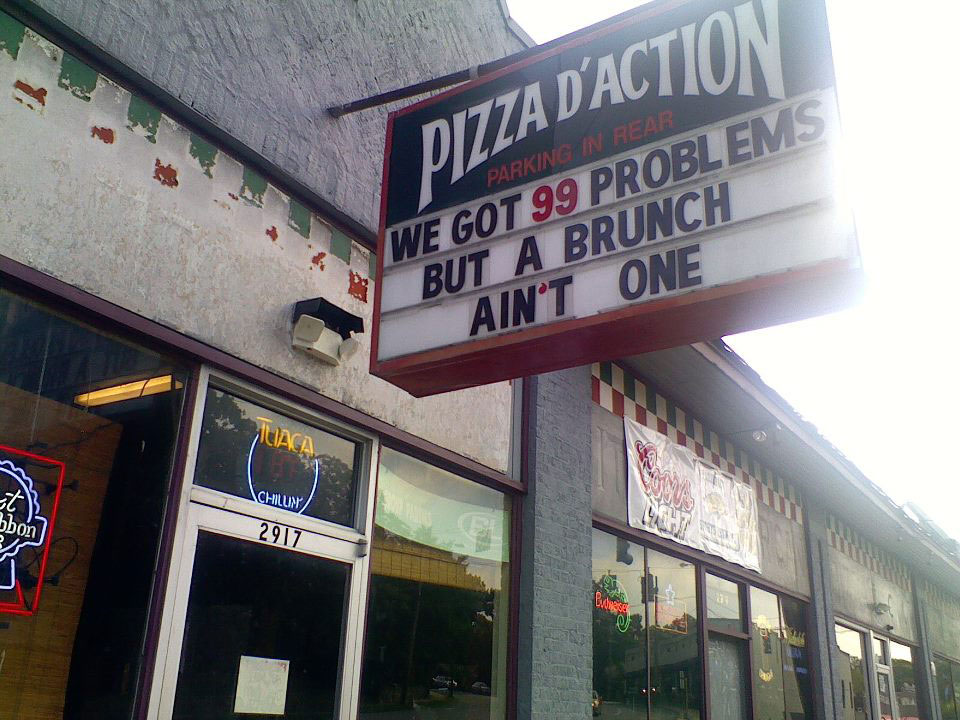 PIZZA D'ACTION
PARKING IN REAR
WE GOT 99 PROBLEMS
BUT A BRUNCH
AIN'T ONE
TUACA
CHILLIN'
2917
Coors
LIGHT
Budweiser